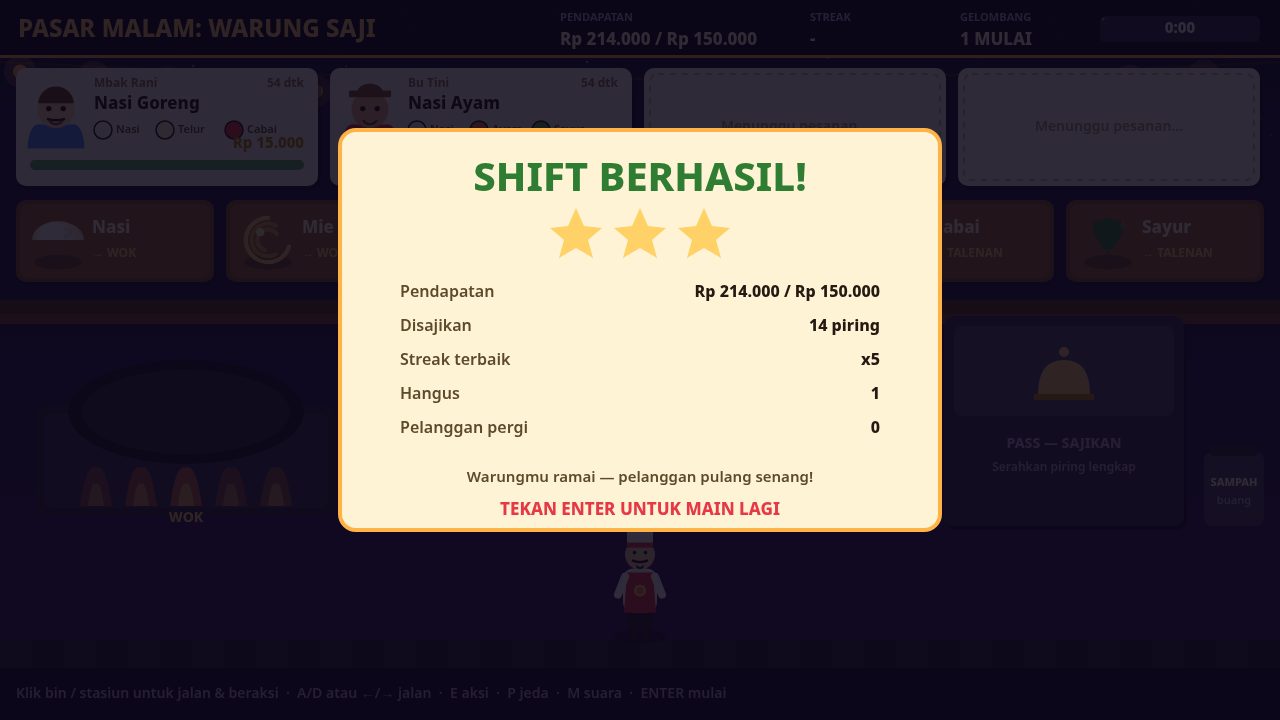 PASAR MALAM: WARUNG SAJI
PENDAPATAN
Rp 214.000 / Rp 150.000
STREAK
-
GELOMBANG
1 MULAI
0:00
Mbak Rani
54 dtk
Nasi Goreng
Nasi
Telur
Cabai
Rp 15.000
Bu Tini
54 dtk
Nasi Ayam
Menunggu pesanan...
Nasi
→ WOK
Mie
→ WO
abai
TALENAN
Sayur
→ TALENAN
SHIFT BERHASIL!
Pendapatan
Rp 214.000 / Rp 150.000
Disajikan
14 piring
Streak terbaik
x5
Hangus
1
Pelanggan pergi
0
Warungmu ramai — pelanggan pulang senang!
TEKAN ENTER UNTUK MAIN LAGI
WOK
PASS — SAJIKAN
Serahkan piring lengkap
SAMPAH
buang
Klik bin / stasiun untuk jalan & beraksi · A/D atau ←/→ jalan · E aksi · P jeda · M suara · ENTER mulai